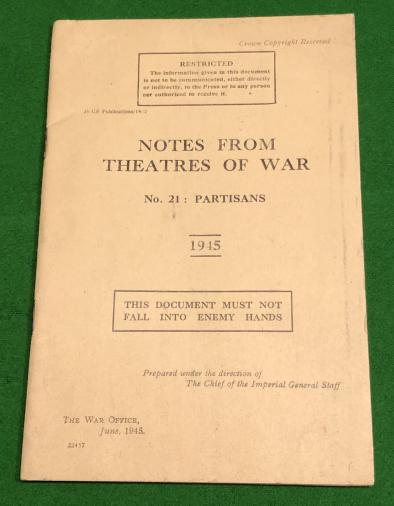 Crown Copyright Reserved
RESTRICTED
The information given in this document
is not to be communicated, either directly
or indirectly, to the Press or to any person
not authorized to receive it.
NOTES FROM
THEATRES OF WAR
No. 21 : PARTISANS
1945
THIS DOCUMENT MUST NOT
FALL INTO ENEMY HANDS
Prepared under the direction of
The Chief of the Imperial General Staff
THE WAR OFFICE,
June, 1945.
22457